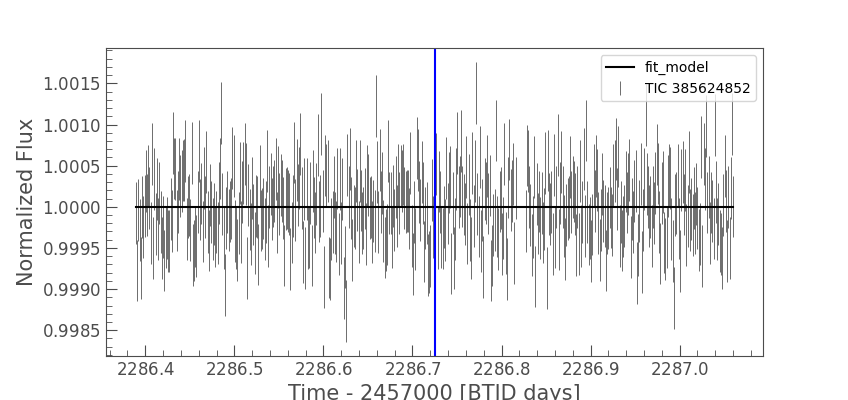 Normalized Flux
1.0015
1.0010
1.0005
1.0000
0.9995
0.9990
0.9985
fit_model
TIC 385624852
2286.4 2286.5 2286.6 2286.7 2286.8 2286.9 2287.0
Time - 2457000 [BTJD days]